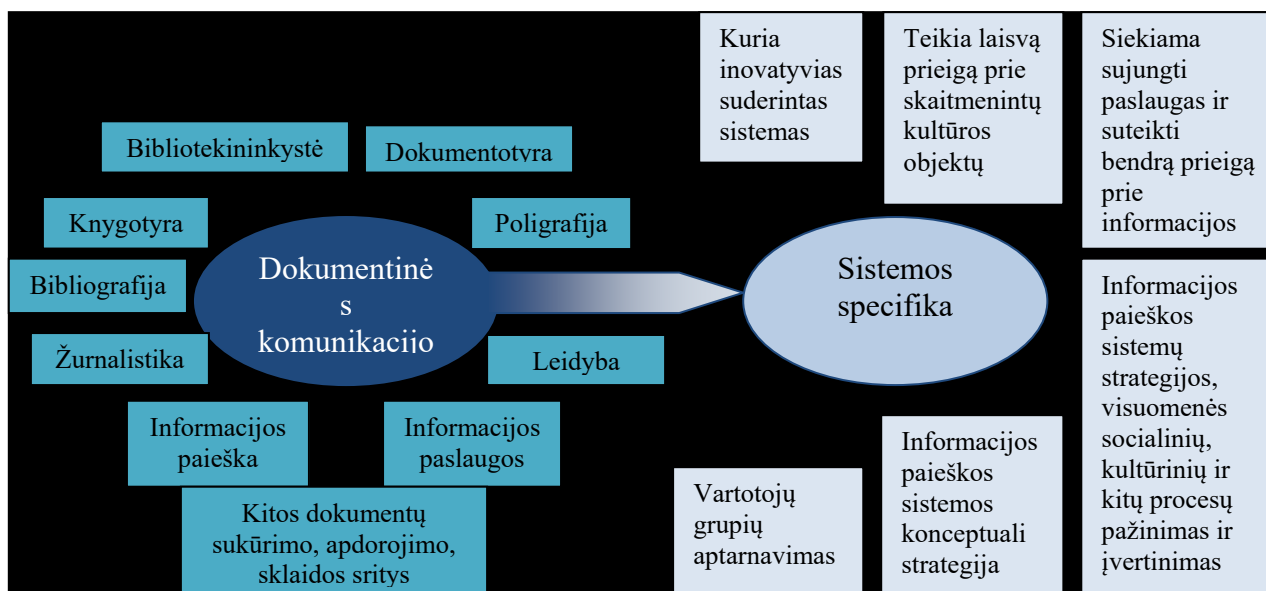 Bibliotekininkystė
Dokumentotyra
Knygotyra
Poligrafija
Bibliografija
Dokumentinė
s
komunikacijo
Žurnalistika
Leidyba
Informacijos
paieška
Informacijos
paslaugos
Kitos dokumentų
sukūrimo, apdorojimo,
sklaidos sritys
Kuria
inovatyvias
suderintas
sistemas
Teikia laisvą
prieigą prie
skaitmenintų
kultūros
objektų
Siekiama
sujungti
paslaugas ir
suteikti
bendrą prieigą
prie
informacijos
Sistemos
specifika
Vartotojų
grupių
aptarnavimas
Informacijos
paieškos
sistemos
konceptuali
strategija
Informacijos
paieškos
sistemų
strategijos,
visuomenės
socialinių,
kultūrinių ir
kitų procesų
pažinimas ir
įvertinimas